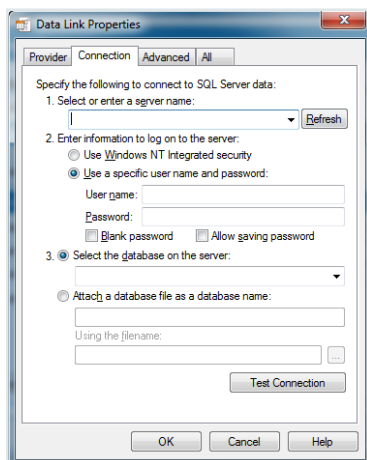 Data Link Properties
Provider Connection Advanced All
Specify the following to connect to SQL Server data:
1. Select or enter a server name:
Refresh
2. Enter information to log on to the server:
Use Windows NT Integrated security
Use a specific user name and password:
User name:
Password:
Blank password Allow saving password
3. Select the database on the server:
Attach a database file as a database name:
Using the filename:
...
Test Connection
OK Cancel Help